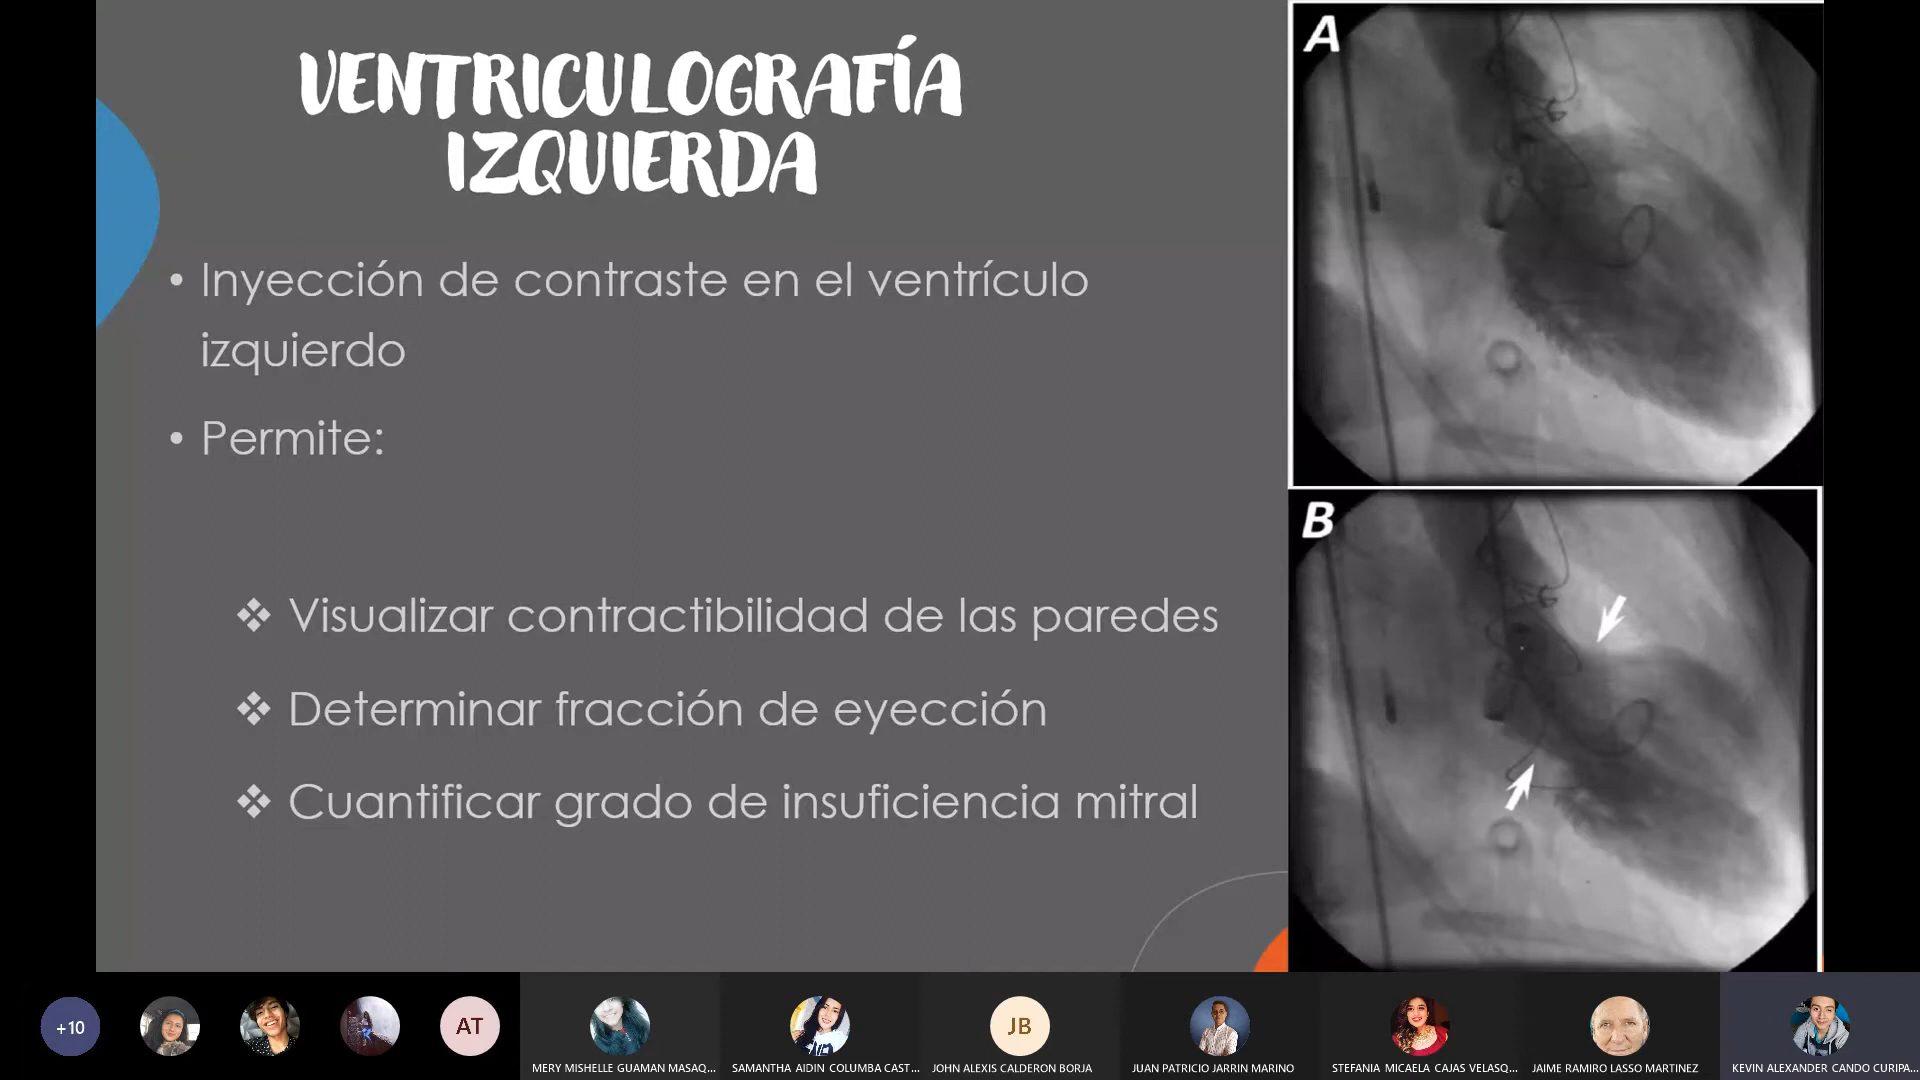 VENTRICULOGRAFÍA
IZQUIERDA
• Inyección de contraste en el ventrículo
izquierdo
• Permite:
❖ Visualizar contractibilidad de las paredes
❖ Determinar fracción de eyección
❖ Cuantificar grado de insuficiencia mitral
A
B
+10
AT
JB
MERY MISHELLE GUAMAN MASAQ...
SAMANTHA AIDIN COLUMBA CAST...
JOHN ALEXIS CALDERON BORJA
JUAN PATRICIO JARRIN MARINO
STEFANIA MICAELA CAJAS VELASQ...
JAIME RAMIRO LASSO MARTINEZ
KEVIN ALEXANDER CANDO CURIPA...